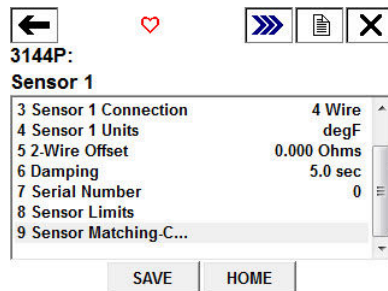 3144P:
Sensor 1
3 Sensor 1 Connection 4 Wire
4 Sensor 1 Units degF
5 2-Wire Offset 0.000 Ohms
6 Damping 5.0 sec
7 Serial Number 0
8 Sensor Limits
9 Sensor Matching-C...
SAVE HOME